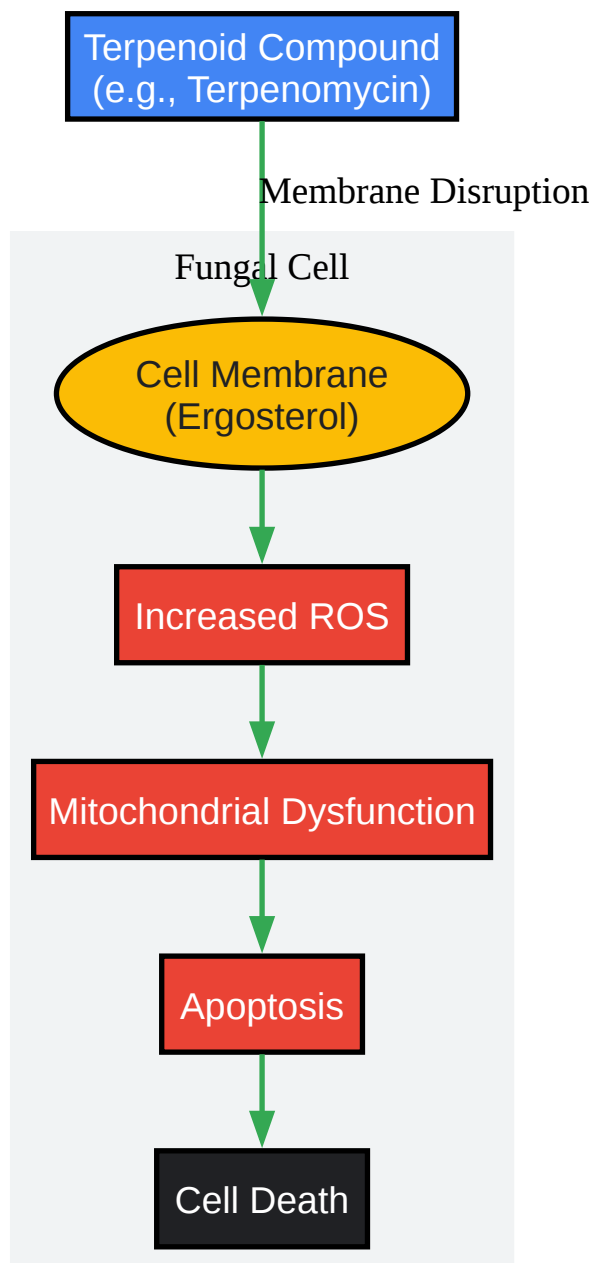 Terpenoid Compound
(e.g., Terpenomycin)
Membrane Disruption
Fungal Cell
Cell Membrane
(Ergosterol)
Increased ROS
Mitochondrial Dysfunction
Apoptosis
Cell Death